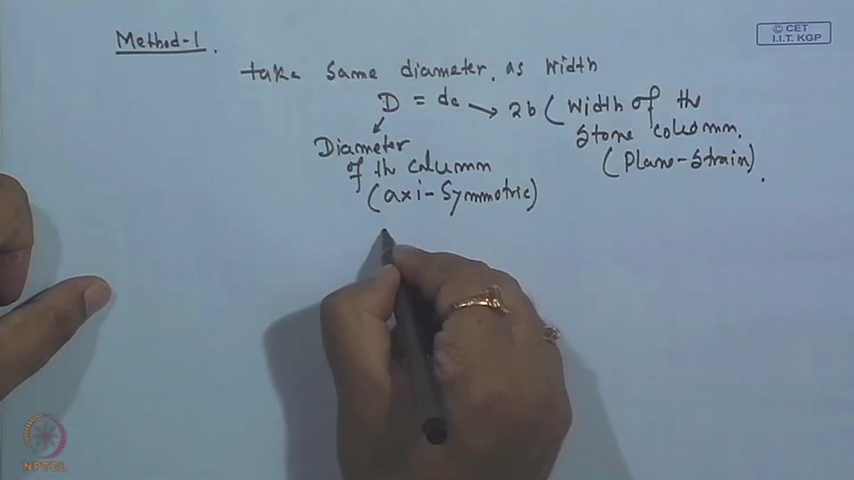 © CET
I.I.T. KGP
Method-1.
take same diameter. as width
D = dc → 2b (width of the
stone column.
(Plane-strain).
Diameter
of the column
(axi-symmetric)
NPTEL